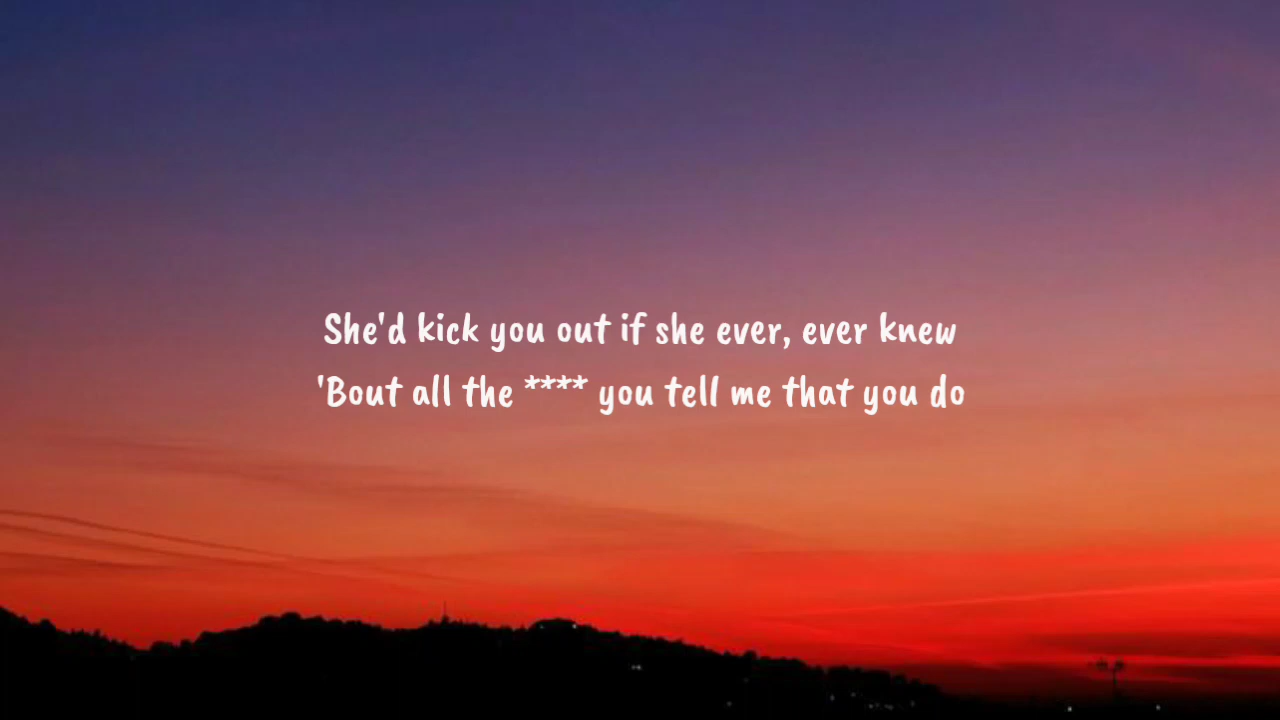 She'd kick you out if she ever, ever knew
'Bout all the **** you tell me that you do